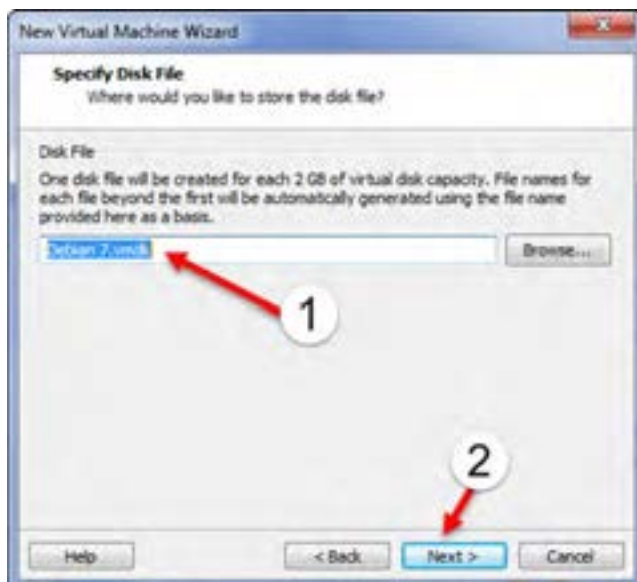 New Virtual Machine Wizard
Specify Disk File
Where would you like to store the disk file?
Disk File
One disk file will be created for each 2 GB of virtual disk capacity. File names for
each file beyond the first will be automatically generated using the file name
provided here as a basis.
Debian 7.vmdk
Browse...
1
2
Help
< Back
Next >
Cancel